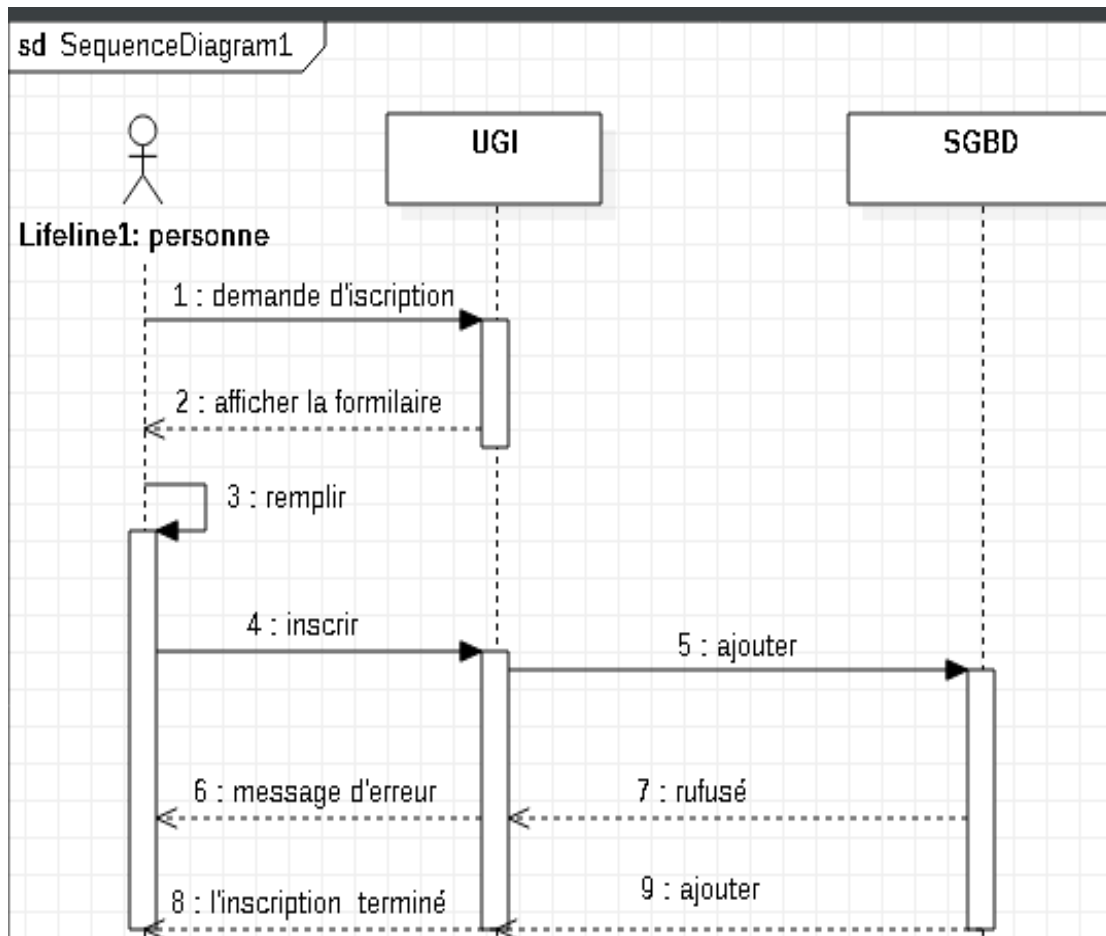 sd SequenceDiagram1
UGI
SGBD
Lifeline1: personne
1 : demande d'iscription
2 : afficher la formilaire
3 : remplir
4 : inscrir
5 : ajouter
6 : message d'erreur
7 : rufusé
8 : l'inscription terminé
9 : ajouter